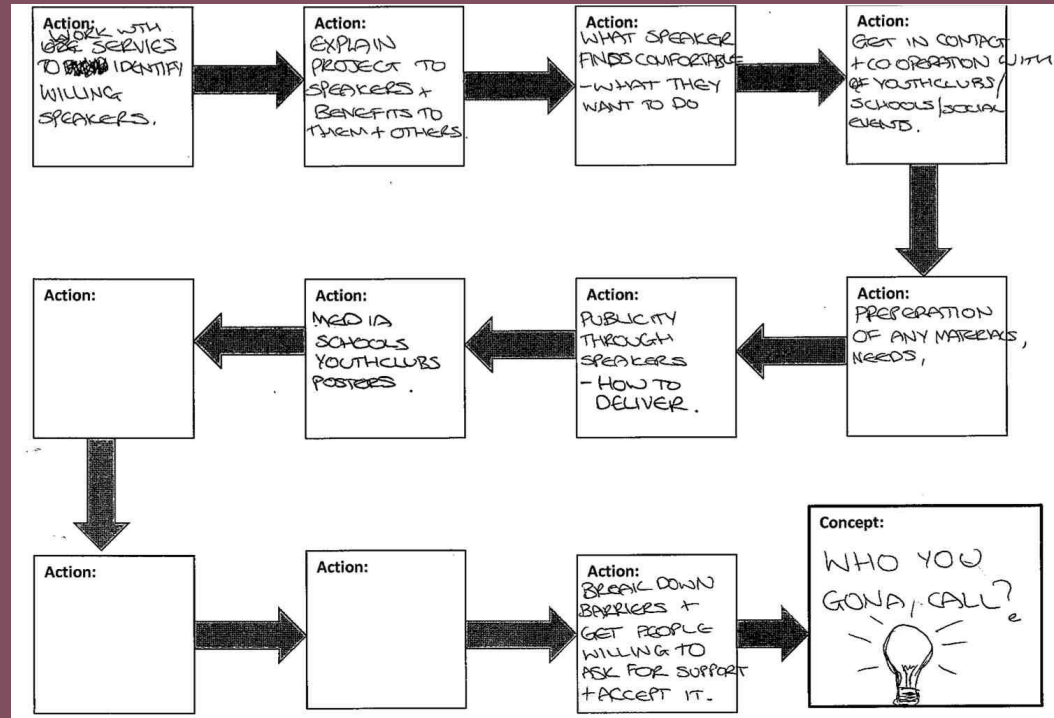 Action:
WORK WITH
SERVIES
TO IDENTIFY
WILLING
SPEAKERS.
Action:
EXPLAIN
PROJECT TO
SPEAKERS +
BENEFITS TO
THEM + OTHERS.
Action:
WHAT SPEAKER
FINDS COMFORTABLE
- WHAT THEY
WANT TO DO
Action:
GET IN CONTACT
+ CO OPERATION WITH
OF YOUTHCLUBS/
SCHOOLS/SOCIAL
EVENTS.
Action:
PREPERATION
OF ANY MATERIALS,
NEEDS,
Action:
PUBLICITY
THROUGH
SPEAKERS
- HOW TO
DELIVER.
Action:
MEDIA
SCHOOLS
YOUTHCLUBS
POSTERS.
Action:
Action:
Action:
Action:
BREAK DOWN
BARRIERS +
GET PEOPLE
WILLING TO
ASK FOR SUPPORT
+ ACCEPT IT.
Concept:
WHO YOU
GONA, CALL?